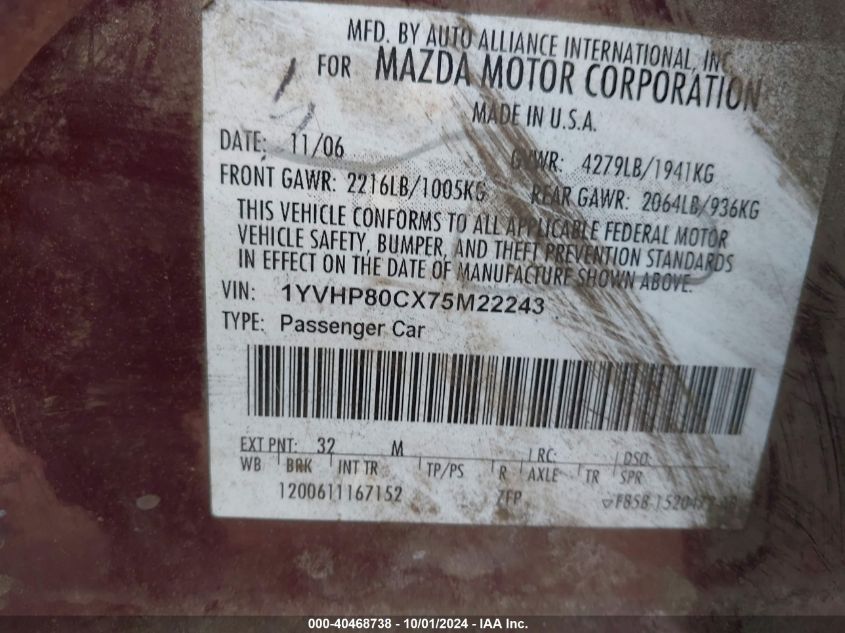 MFD. BY AUTO ALLIANCE INTERNATIONAL, INC
FOR MAZDA MOTOR CORPORATION
MADE IN U.S.A.
DATE: 11/06 GVWR: 4279LB/1941KG
FRONT GAWR: 2216LB/1005KG REAR GAWR: 2064LB/936KG
THIS VEHICLE CONFORMS TO ALL APPLICABLE FEDERAL MOTOR
VEHICLE SAFETY, BUMPER, AND THEFT PREVENTION STANDARDS
IN EFFECT ON THE DATE OF MANUFACTURE SHOWN ABOVE.
VIN: 1YVHP80CX75M22243
TYPE: Passenger Car
EXT PNT: 32 M RC: DSO:
WB BRK INT TR TP/PS R AXLE TR SPR
1200611167152 ZFP
000-40468738 - 10/01/2024 - IAA Inc.